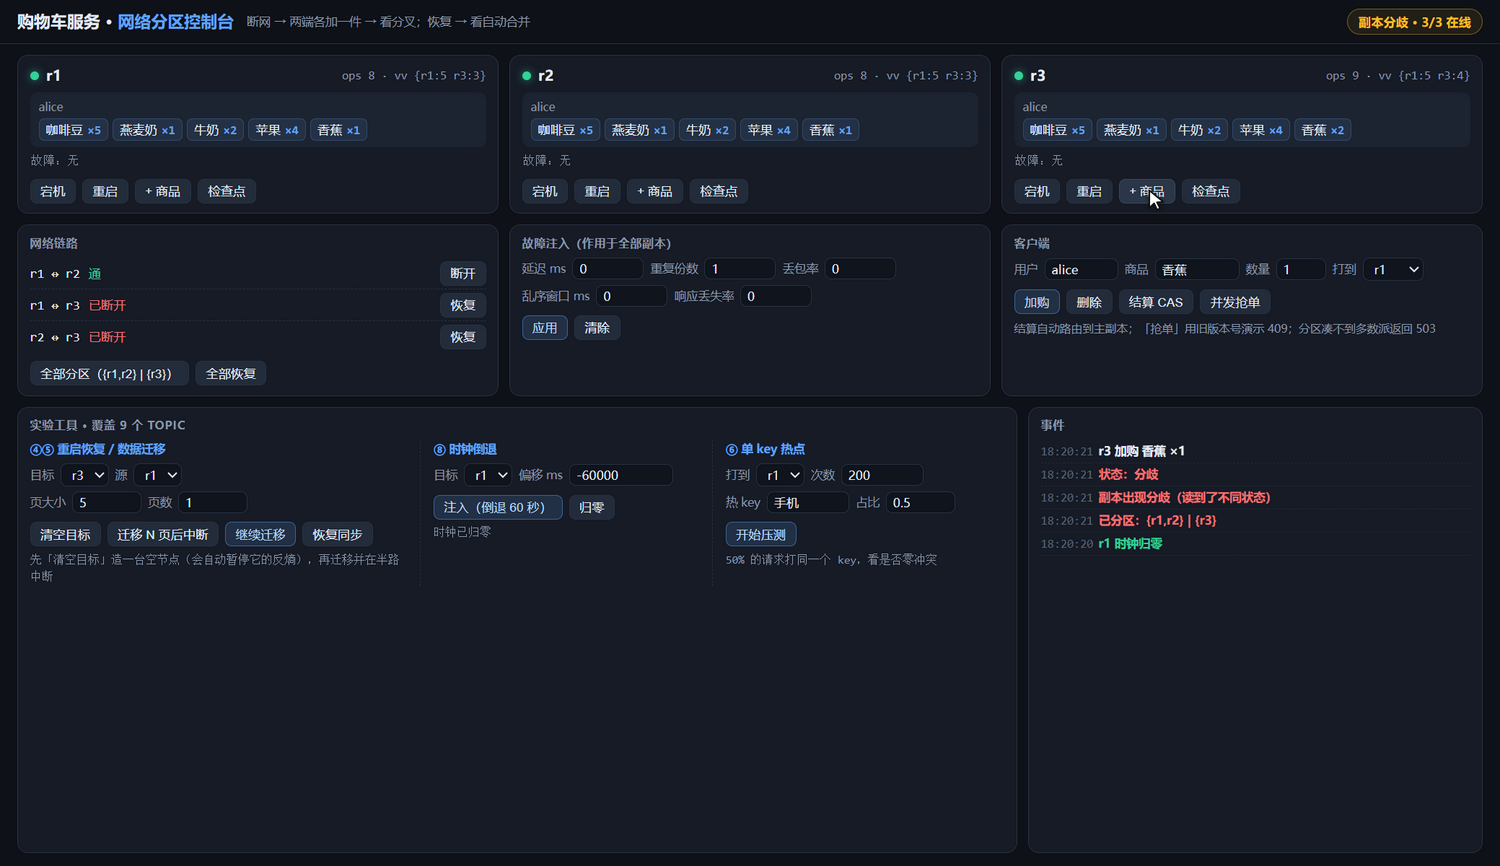 购物车服务 • 网络分区控制台 断网 → 两端各加一件 → 看分叉；恢复 → 看自动合并 副本分歧 • 3/3 在线
r1 ops 8 · vv {r1:5 r3:3}
alice
咖啡豆 ×5 燕麦奶 ×1 牛奶 ×2 苹果 ×4 香蕉 ×1
故障：无
宕机 重启 + 商品 检查点
r2 ops 8 · vv {r1:5 r3:3}
alice
咖啡豆 ×5 燕麦奶 ×1 牛奶 ×2 苹果 ×4 香蕉 ×1
故障：无
宕机 重启 + 商品 检查点
r3 ops 9 · vv {r1:5 r3:4}
alice
咖啡豆 ×5 燕麦奶 ×1 牛奶 ×2 苹果 ×4 香蕉 ×2
故障：无
宕机 重启 + 商品 检查点
网络链路
r1 ⇔ r2 通 断开
r1 ⇔ r3 已断开 恢复
r2 ⇔ r3 已断开 恢复
全部分区（{r1,r2} | {r3}） 全部恢复
故障注入（作用于全部副本）
延迟 ms 0 重复份数 1 丢包率 0
乱序窗口 ms 0 响应丢失率 0
应用 清除
客户端
用户 alice 商品 香蕉 数量 1 打到 r1
加购 删除 结算 CAS 并发抢单
结算自动路由到主副本；「抢单」用旧版本号演示 409；分区凑不到多数派返回 503
实验工具 • 覆盖 9 个 TOPIC
④⑤ 重启恢复 / 数据迁移
目标 r3 源 r1
页大小 5 页数 1
清空目标 迁移 N 页后中断 继续迁移 恢复同步
先「清空目标」造一台空节点（会自动暂停它的反熵），再迁移并在半路
中断
⑧ 时钟倒退
目标 r1 偏移 ms -60000
注入（倒退 60 秒） 归零
时钟已归零
⑥ 单 key 热点
打到 r1 次数 200
热 key 手机 占比 0.5
开始压测
50% 的请求打同一个 key，看是否零冲突
事件
18:20:21 r3 加购 香蕉 ×1
18:20:21 状态：分歧
18:20:21 副本出现分歧（读到了不同状态）
18:20:21 已分区：{r1,r2} | {r3}
18:20:20 r1 时钟归零